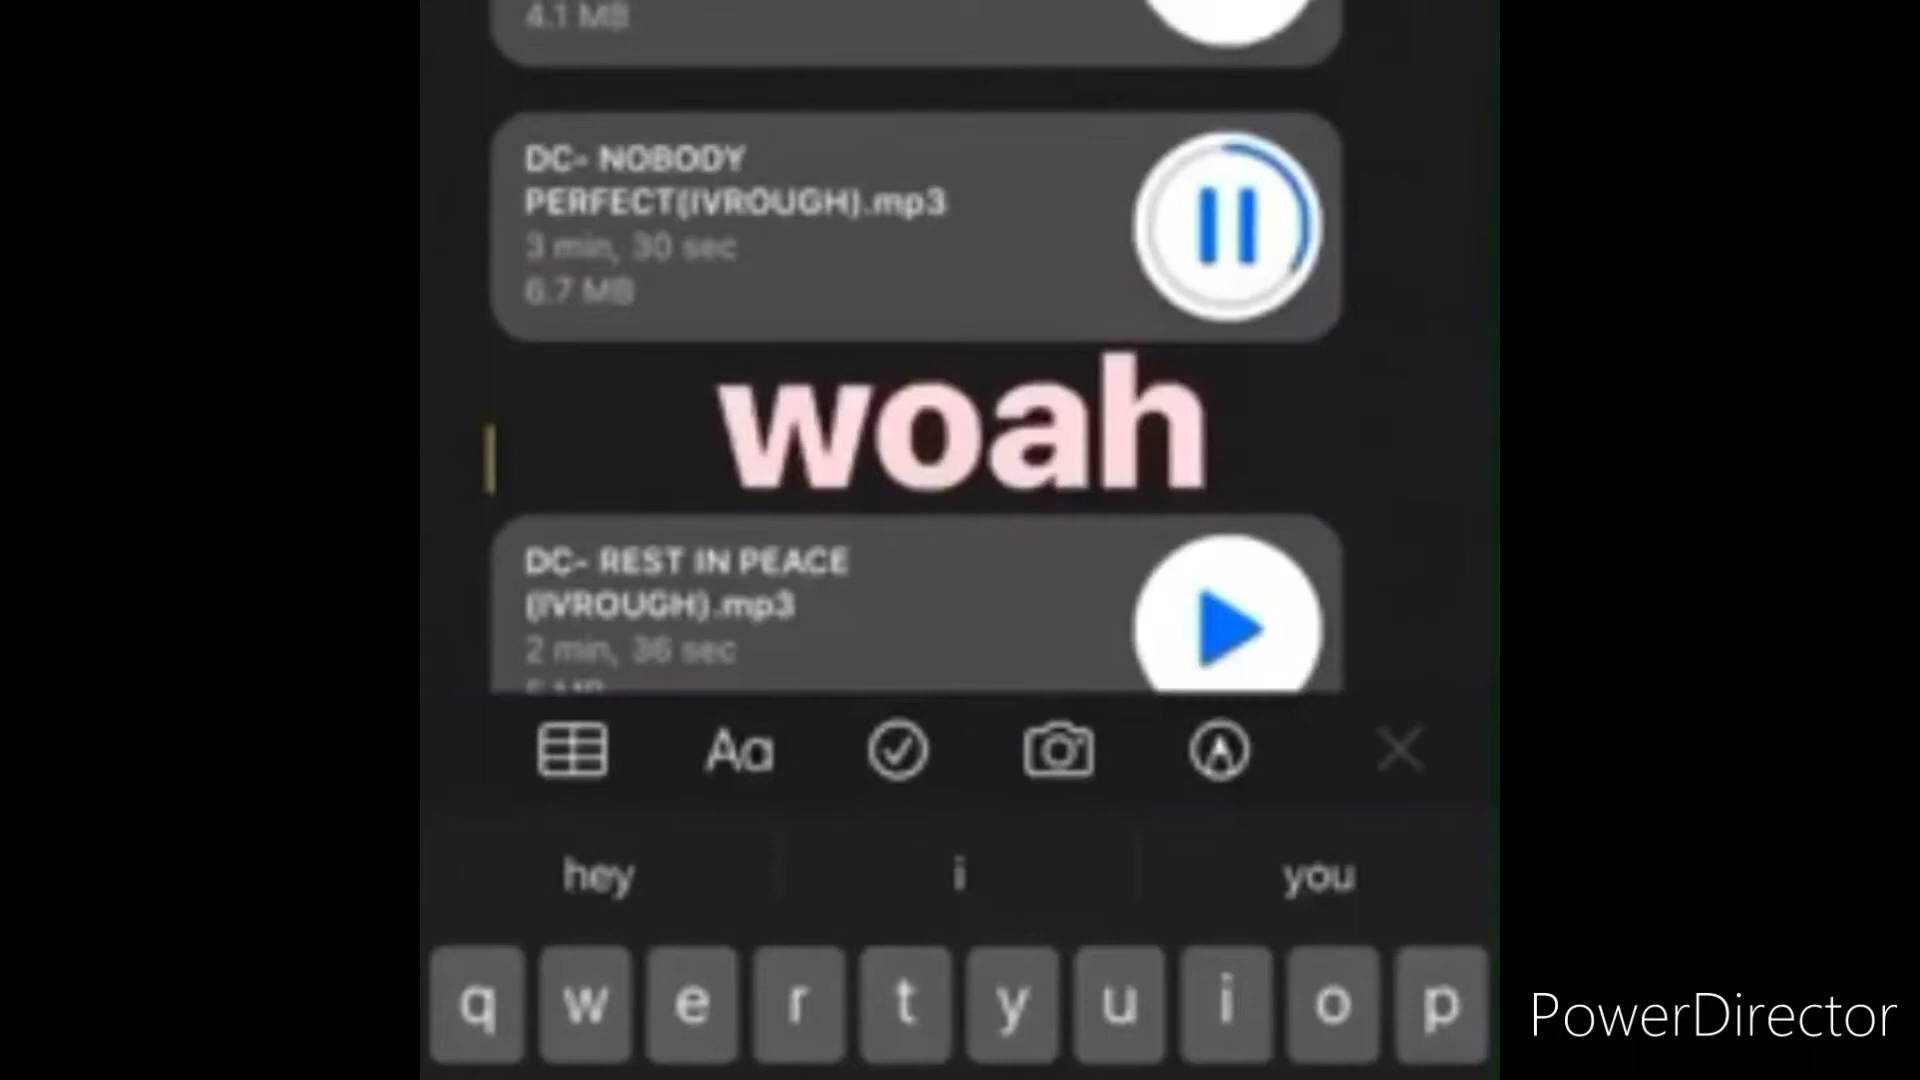 4.1 MB
DC- NOBODY
PERFECT(IVROUGH).mp3
3 min, 30 sec
6.7 MB
woah
DC- REST IN PEACE
(IVROUGH).mp3
2 min, 36 sec
Aa
hey i you
q w e r t y u i o p
PowerDirector